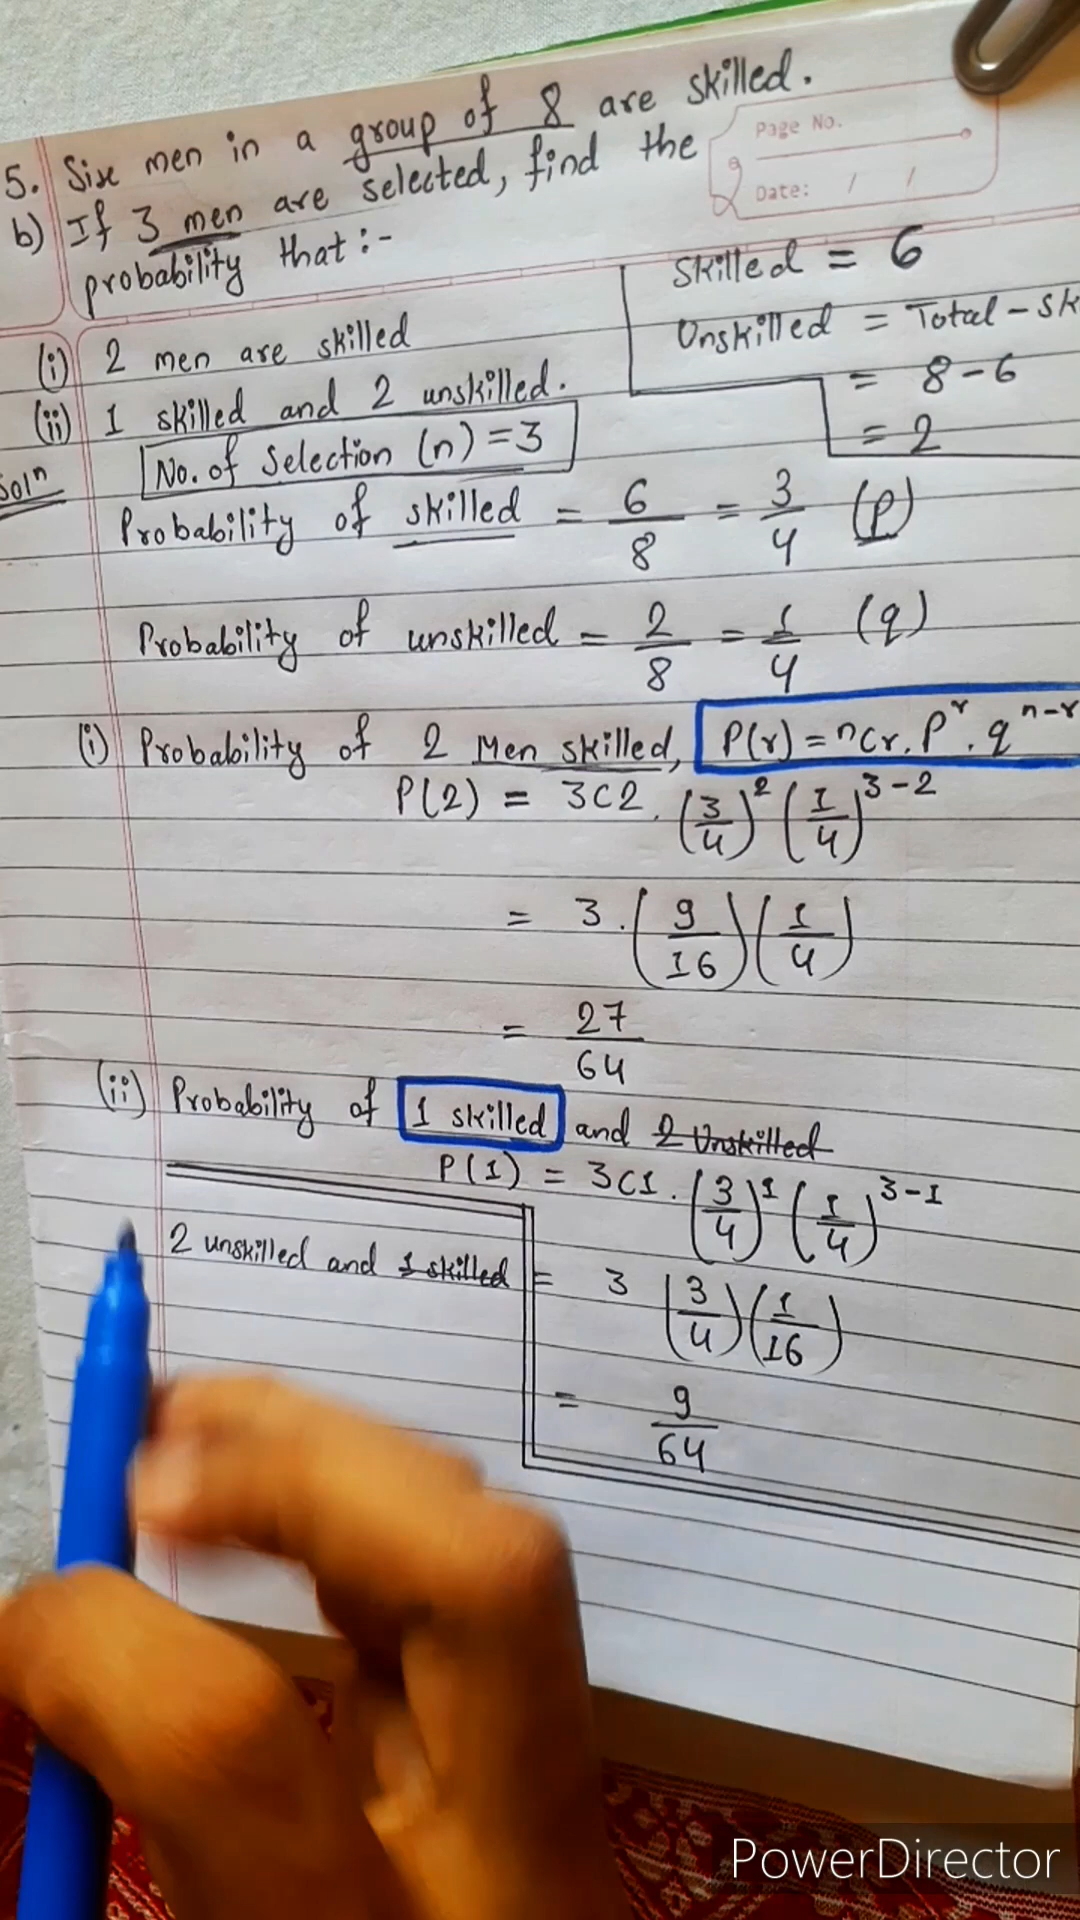 5. Six men in a group of 8 are skilled.
b) If 3 men are selected, find the
probability that :-
Page No.
Date: / /
(i) 2 men are skilled
(ii) 1 skilled and 2 unskilled.
Skilled = 6
Unskilled = Total - Sk
= 8-6
= 2
Solⁿ
No. of Selection (n) = 3
Probability of skilled = 6/8 = 3/4 (p)
Probability of unskilled = 2/8 = 1/4 (q)
(i) Probability of 2 Men skilled, P(r) = ⁿCr. P^r. q^(n-r)
P(2) = 3C2. (3/4)^2 (1/4)^(3-2)
= 3. (9/16) (1/4)
= 27/64
(ii) Probability of 1 skilled and 2 Unskilled
P(1) = 3C1. (3/4)^1 (1/4)^(3-1)
2 unskilled and 1 skilled
= 3 (3/4) (1/16)
= 9/64
PowerDirector